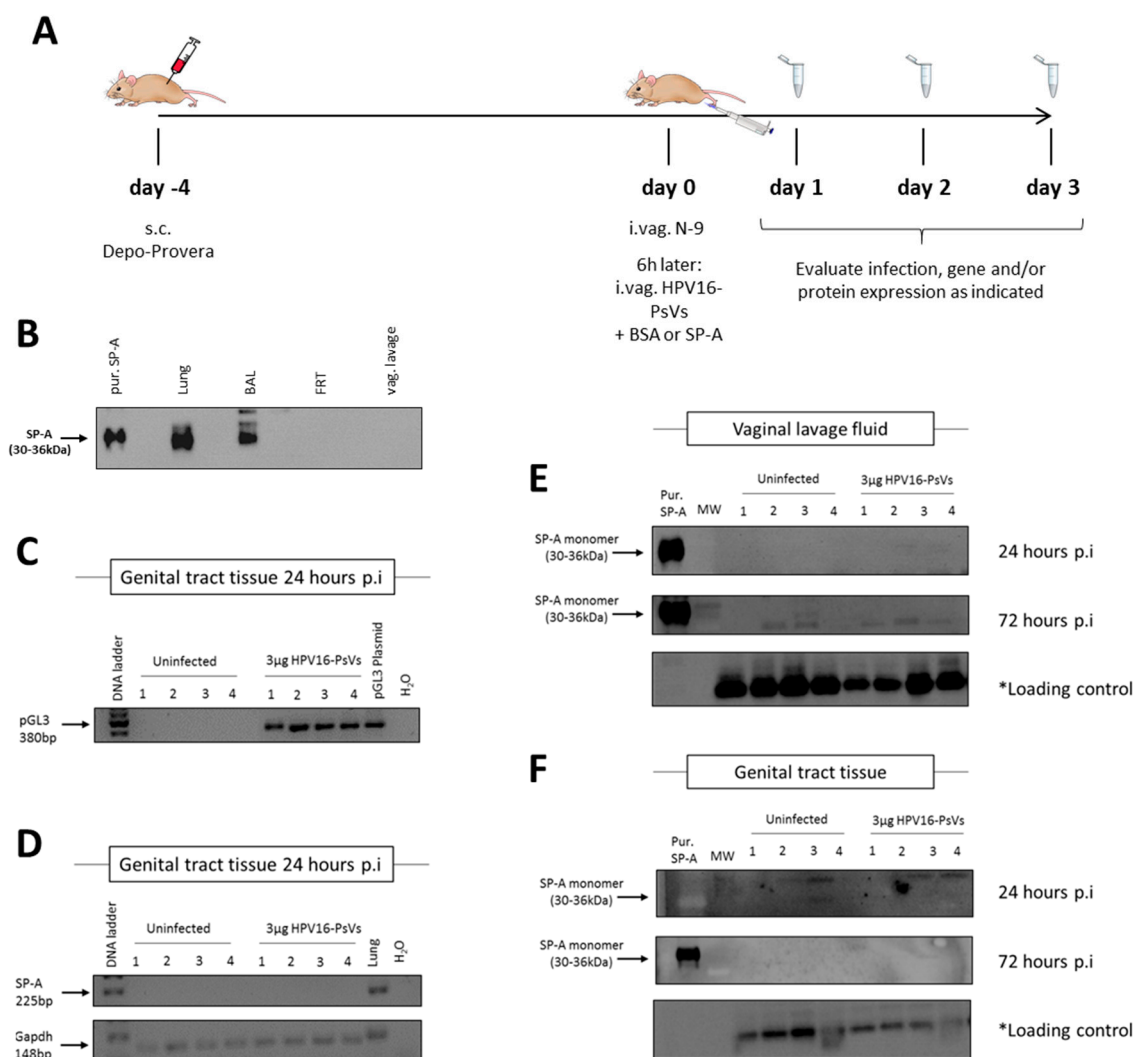 A
day -4
day 0
day 1
day 2
day 3
s.c.
Depo-Provera
i.vag. N-9
6h later:
i.vag. HPV16-
PsVs
+ BSA or SP-A
Evaluate infection, gene and/or
protein expression as indicated
B
pur. SP-A
Lung
BAL
FRT
vag. lavage
SP-A
(30-36kDa)
C
Genital tract tissue 24 hours p.i
DNA ladder
Uninfected
3µg HPV16-PsVs
pGL3 Plasmid
H2O
1 2 3 4 1 2 3 4
pGL3
380bp
D
Genital tract tissue 24 hours p.i
DNA ladder
Uninfected
3µg HPV16-PsVs
Lung
H2O
1 2 3 4 1 2 3 4
SP-A
225bp
Gapdh
148bp
Vaginal lavage fluid
E
Uninfected
3µg HPV16-PsVs
Pur.
SP-A
MW
1 2 3 4 1 2 3 4
SP-A monomer
(30-36kDa)
24 hours p.i
SP-A monomer
(30-36kDa)
72 hours p.i
*Loading control
F
Genital tract tissue
Uninfected
3µg HPV16-PsVs
Pur.
SP-A
MW
1 2 3 4 1 2 3 4
SP-A monomer
(30-36kDa)
24 hours p.i
SP-A monomer
(30-36kDa)
72 hours p.i
*Loading control